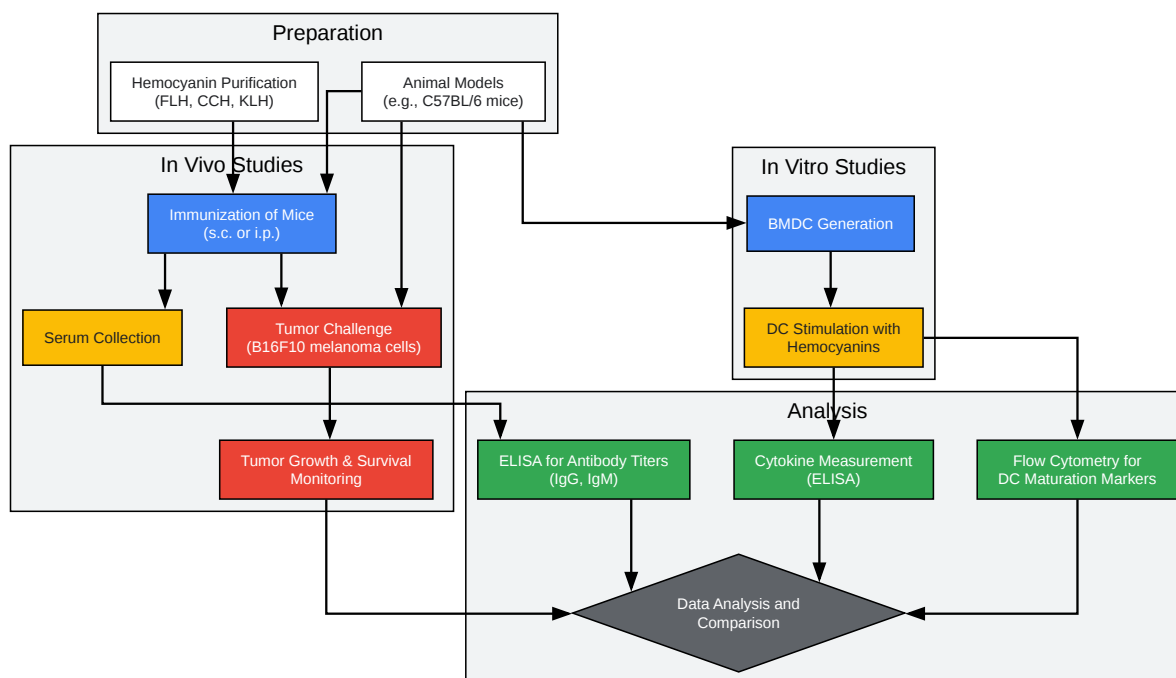 Preparation
Hemocyanin Purification
(FLH, CCH, KLH)
Animal Models
(e.g., C57BL/6 mice)
In Vivo Studies
Immunization of Mice
(s.c. or i.p.)
Serum Collection
Tumor Challenge
(B16F10 melanoma cells)
Tumor Growth & Survival
Monitoring
In Vitro Studies
BMDC Generation
DC Stimulation with
Hemocyanins
Analysis
ELISA for Antibody Titers
(IgG, IgM)
Cytokine Measurement
(ELISA)
Flow Cytometry for
DC Maturation Markers
Data Analysis and
Comparison